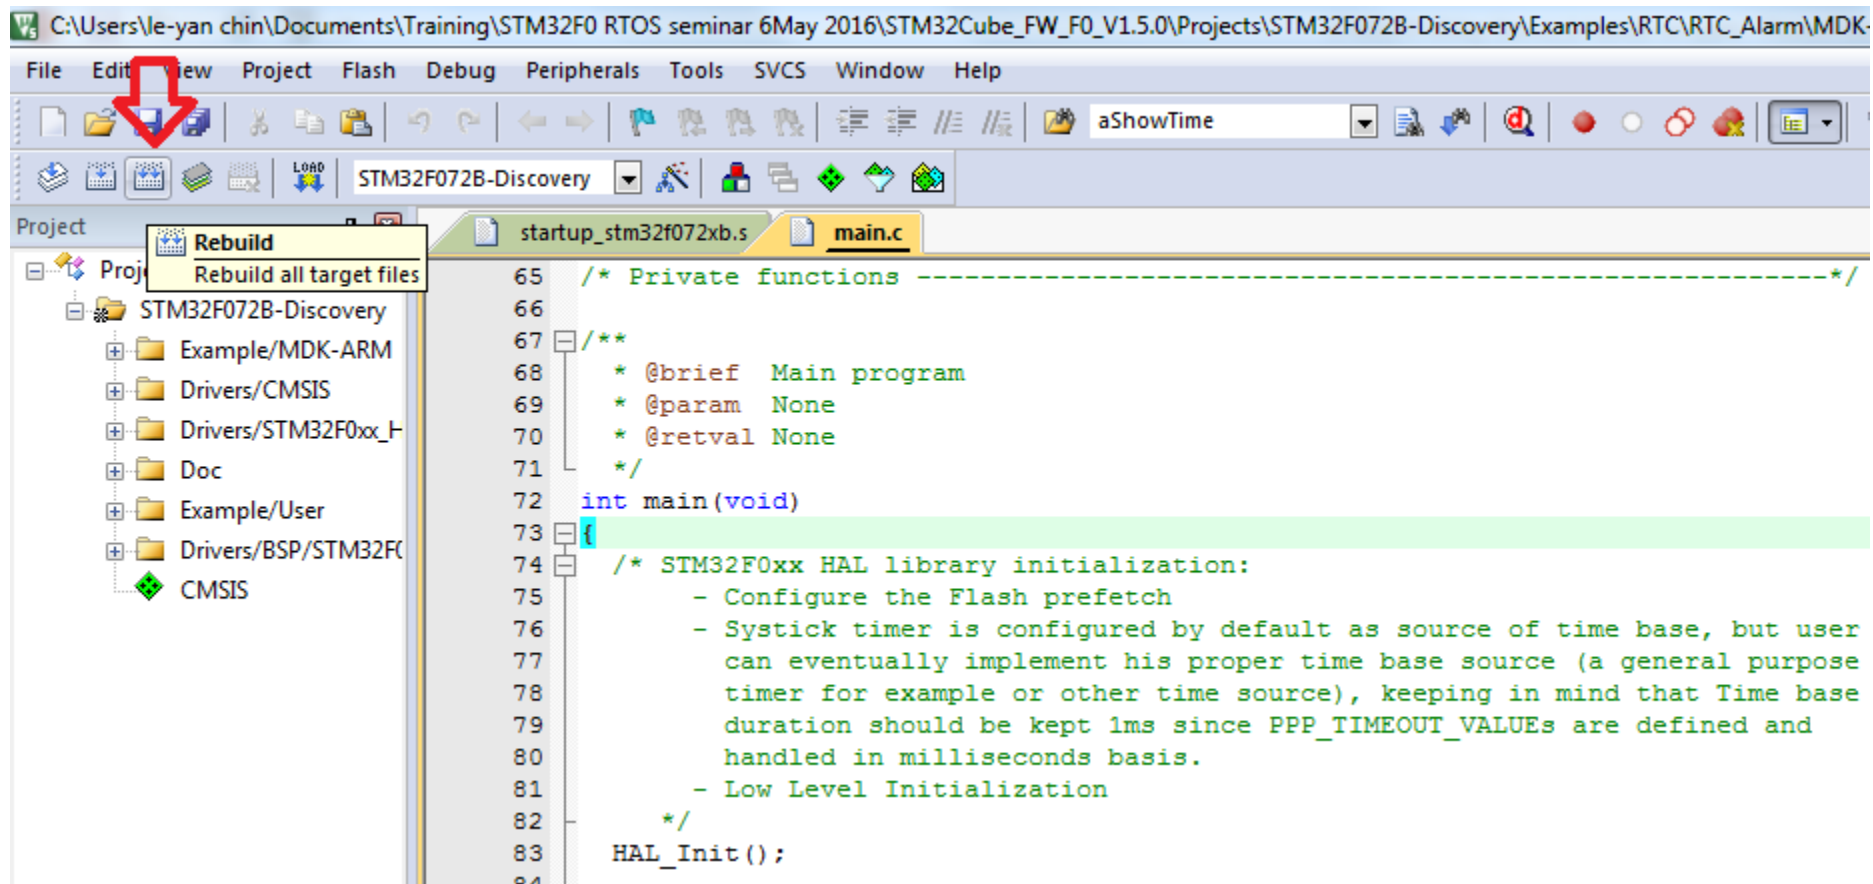 C:\Users\le-yan chin\Documents\Training\STM32F0 RTOS seminar 6May 2016\STM32Cube_FW_F0_V1.5.0\Projects\STM32F072B-Discovery\Examples\RTC\RTC_Alarm\MDK-
File Edit View Project Flash Debug Peripherals Tools SVCS Window Help
aShowTime
LOAD STM32F072B-Discovery
Project
Rebuild
Rebuild all target files
Proj
STM32F072B-Discovery
Example/MDK-ARM
Drivers/CMSIS
Drivers/STM32F0xx_H
Doc
Example/User
Drivers/BSP/STM32F0
CMSIS
startup_stm32f072xb.s main.c
65 /* Private functions ---------------------------------------------------------*/
66
67 /**
68 * @brief  Main program
69 * @param  None
70 * @retval None
71 */
72 int main(void)
73 {
74 /* STM32F0xx HAL library initialization:
75 - Configure the Flash prefetch
76 - Systick timer is configured by default as source of time base, but user
77 can eventually implement his proper time base source (a general purpose
78 timer for example or other time source), keeping in mind that Time base
79 duration should be kept 1ms since PPP_TIMEOUT_VALUEs are defined and
80 handled in milliseconds basis.
81 - Low Level Initialization
82 */
83 HAL_Init();
84